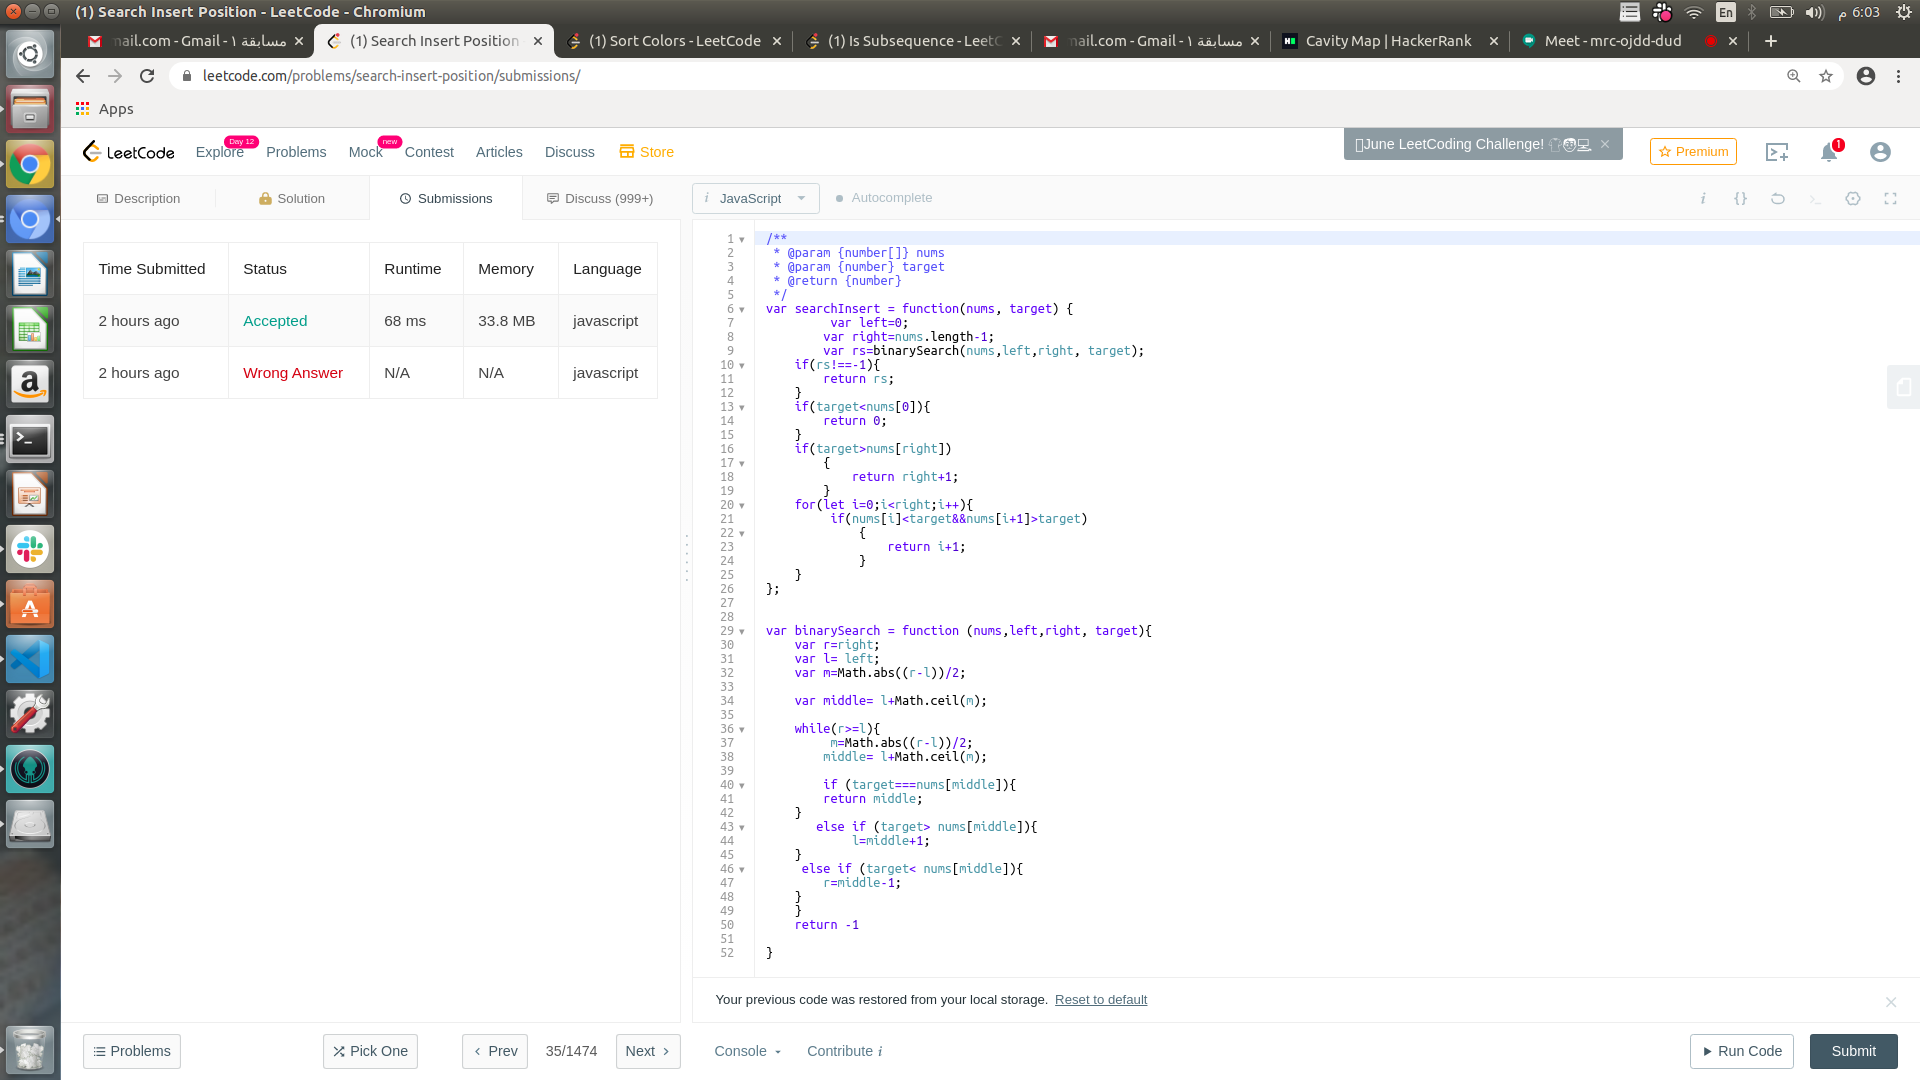 (1) Search Insert Position - LeetCode - Chromium
En
6:03 م
مسابقة ١ - mail.com - Gmail
(1) Search Insert Position
(1) Sort Colors - LeetCode
(1) Is Subsequence - LeetC
مسابقة ١ - mail.com - Gmail
Cavity Map | HackerRank
Meet - mrc-ojdd-dud
leetcode.com/problems/search-insert-position/submissions/
Apps
LeetCode
Explore
Day 12
Problems
Mock
new
Contest
Articles
Discuss
Store
June LeetCoding Challenge!
Premium
1
Description
Solution
Submissions
Discuss (999+)
i JavaScript
Autocomplete
i {}
Time Submitted Status Runtime Memory Language
2 hours ago Accepted 68 ms 33.8 MB javascript
2 hours ago Wrong Answer N/A N/A javascript
1 /**
2 * @param {number[]} nums
3 * @param {number} target
4 * @return {number}
5 */
6 var searchInsert = function(nums, target) {
7 var left=0;
8 var right=nums.length-1;
9 var rs=binarySearch(nums,left,right, target);
10 if(rs!==-1){
11 return rs;
12 }
13 if(target<nums[0]){
14 return 0;
15 }
16 if(target>nums[right])
17 {
18 return right+1;
19 }
20 for(let i=0;i<right;i++){
21 if(nums[i]<target&&nums[i+1]>target)
22 {
23 return i+1;
24 }
25 }
26 };
27
28
29 var binarySearch = function (nums,left,right, target){
30 var r=right;
31 var l= left;
32 var m=Math.abs((r-l))/2;
33
34 var middle= l+Math.ceil(m);
35
36 while(r>=l){
37 m=Math.abs((r-l))/2;
38 middle= l+Math.ceil(m);
39
40 if (target===nums[middle]){
41 return middle;
42 }
43 else if (target> nums[middle]){
44 l=middle+1;
45 }
46 else if (target< nums[middle]){
47 r=middle-1;
48 }
49 }
50 return -1
51
52 }
Your previous code was restored from your local storage. Reset to default
Problems
Pick One
Prev
35/1474
Next
Console
Contribute i
Run Code
Submit